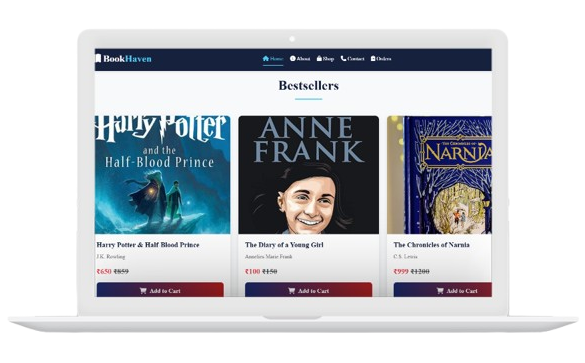 BookHaven
Home About Shop Contact Orders
Bestsellers
Harry Potter
and the
Half-Blood Prince
ANNE
FRANK
THE CHRONICLES OF
NARNIA
Harry Potter & Half Blood Prince
The Diary of a Young Girl
The Chronicles of Narnia
J.K. Rowling
Annelies Marie Frank
C.S. Lewis
₹650 ₹859
₹100 ₹150
₹999 ₹1200
Add to Cart
Add to Cart
Add to Cart